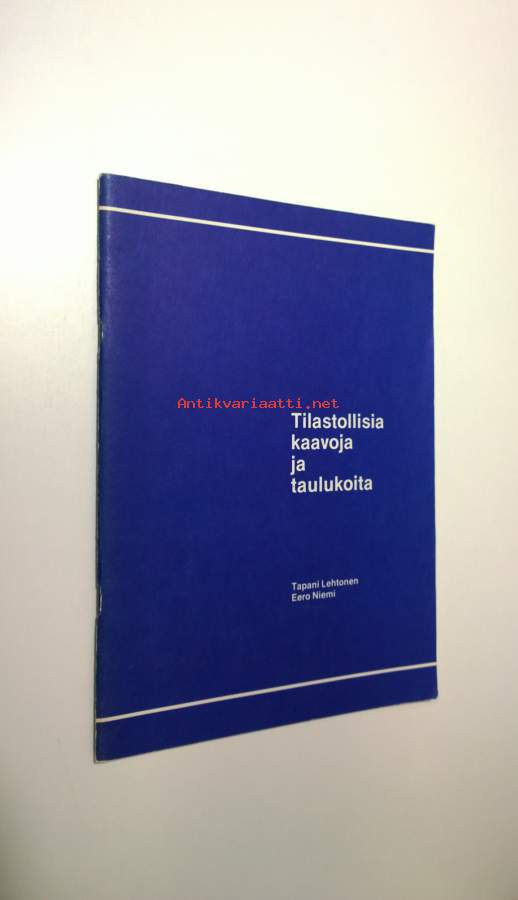 Antikvariaatti.net
Tilastollisia
kaavoja
ja
taulukoita
Tapani Lehtonen
Eero Niemi